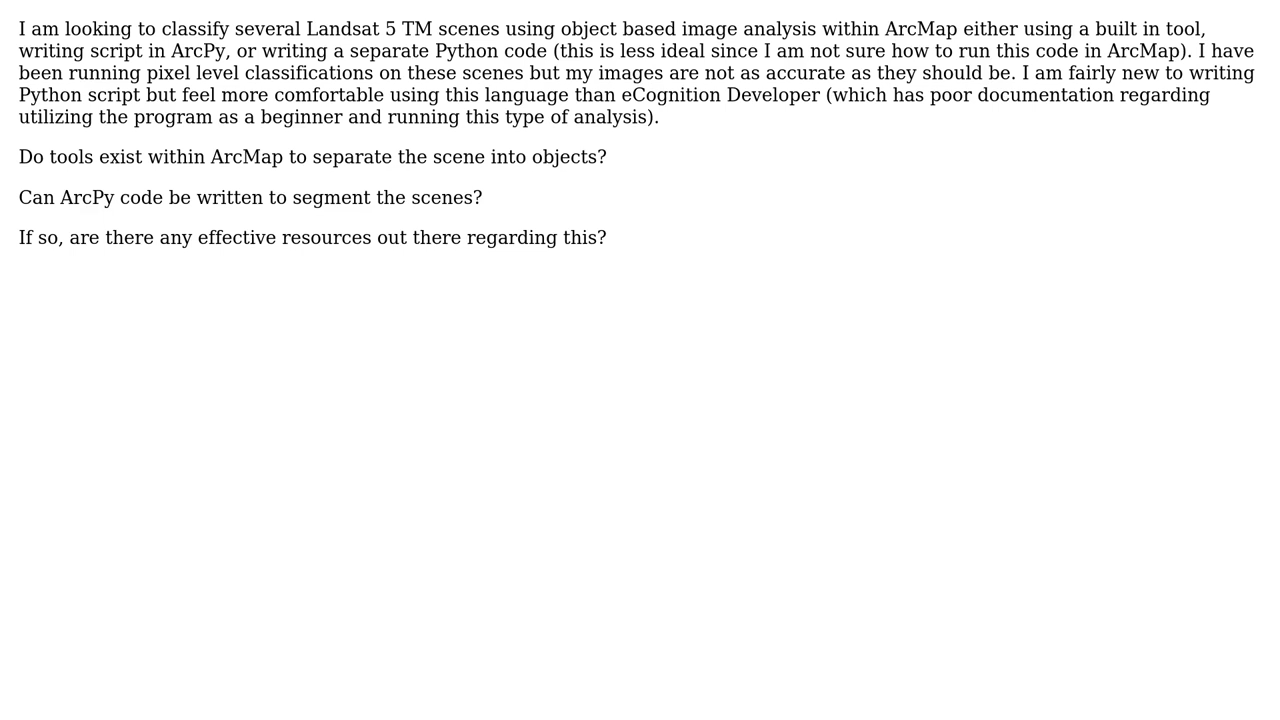 I am looking to classify several Landsat 5 TM scenes using object based image analysis within ArcMap either using a built in tool,
writing script in ArcPy, or writing a separate Python code (this is less ideal since I am not sure how to run this code in ArcMap). I have
been running pixel level classifications on these scenes but my images are not as accurate as they should be. I am fairly new to writing
Python script but feel more comfortable using this language than eCognition Developer (which has poor documentation regarding
utilizing the program as a beginner and running this type of analysis).
Do tools exist within ArcMap to separate the scene into objects?
Can ArcPy code be written to segment the scenes?
If so, are there any effective resources out there regarding this?